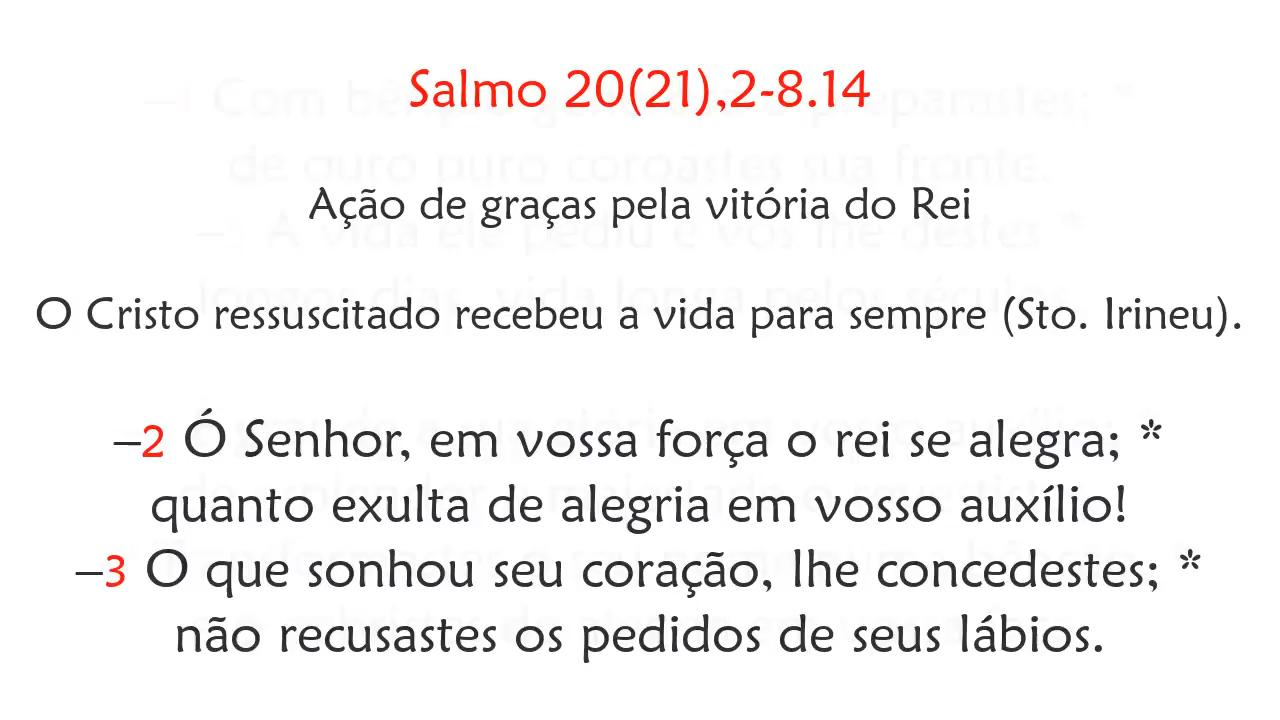 Salmo 20(21),2-8.14
Ação de graças pela vitória do Rei
O Cristo ressuscitado recebeu a vida para sempre (Sto. Irineu).
–2 Ó Senhor, em vossa força o rei se alegra; *
quanto exulta de alegria em vosso auxílio!
–3 O que sonhou seu coração, lhe concedestes; *
não recusastes os pedidos de seus lábios.